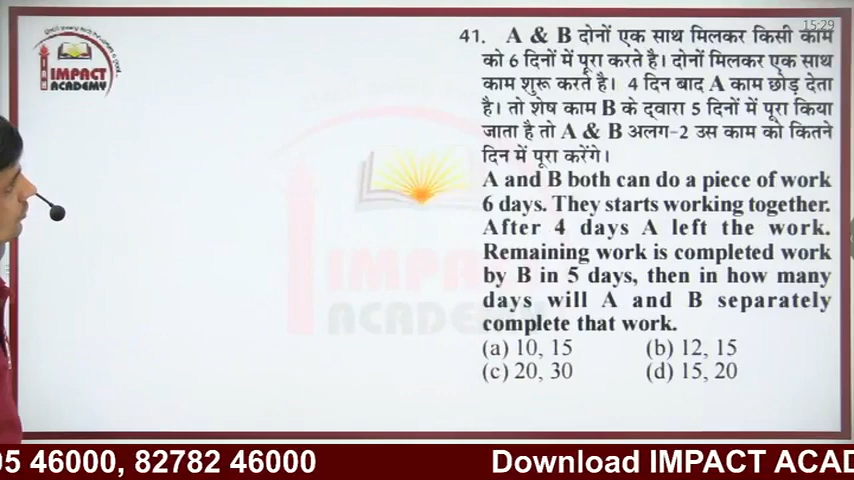 15:29
IMPACT
ACADEMY
41. A & B दोनों एक साथ मिलकर किसी काम
को 6 दिनों में पूरा करते है। दोनों मिलकर एक साथ
काम शुरू करते है। 4 दिन बाद A काम छोड़ देता
है। तो शेष काम B के द्वारा 5 दिनों में पूरा किया
जाता है तो A & B अलग-2 उस काम को कितने
दिन में पूरा करेंगे।
A and B both can do a piece of work
6 days. They starts working together.
After 4 days A left the work.
Remaining work is completed work
by B in 5 days, then in how many
days will A and B separately
complete that work.
(a) 10, 15 (b) 12, 15
(c) 20, 30 (d) 15, 20
IMPACT
ACADEMY
95 46000, 82782 46000 Download IMPACT ACAD